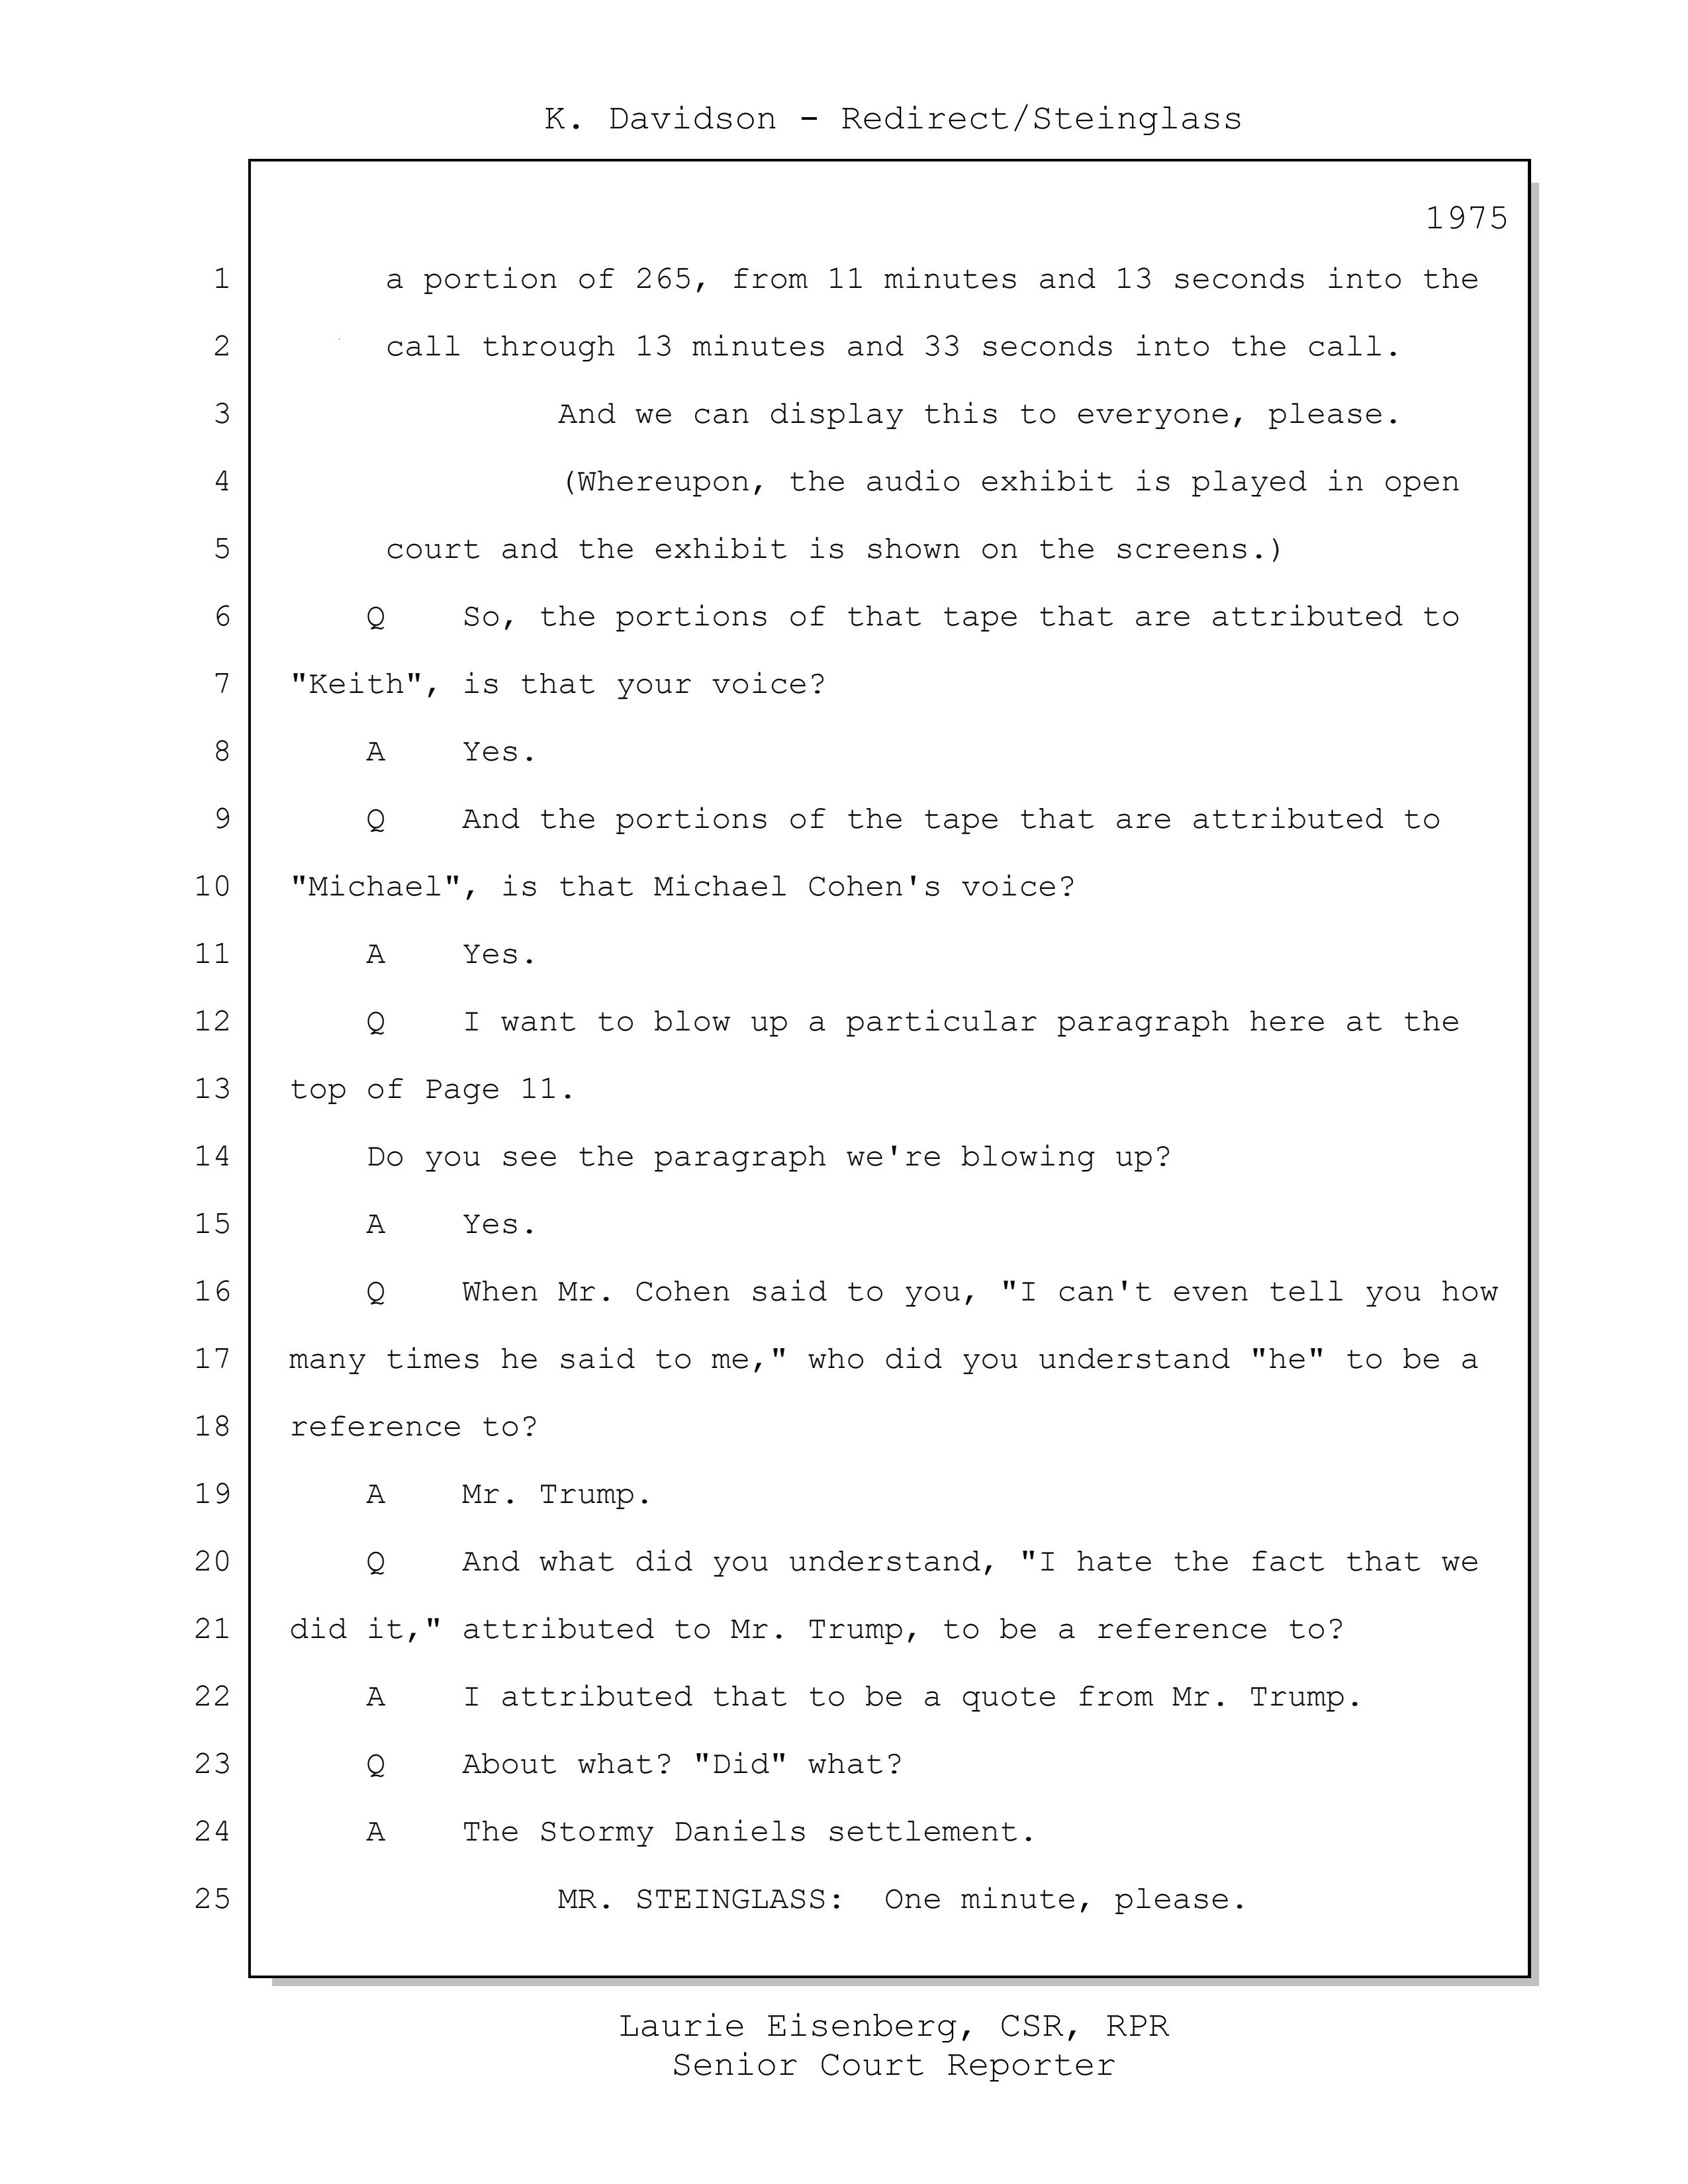 K. Davidson - Redirect/Steinglass
1975
1 a portion of 265, from 11 minutes and 13 seconds into the
2 call through 13 minutes and 33 seconds into the call.
3 And we can display this to everyone, please.
4 (Whereupon, the audio exhibit is played in open
5 court and the exhibit is shown on the screens.)
6 Q So, the portions of that tape that are attributed to
7 "Keith", is that your voice?
8 A Yes.
9 Q And the portions of the tape that are attributed to
10 "Michael", is that Michael Cohen's voice?
11 A Yes.
12 Q I want to blow up a particular paragraph here at the
13 top of Page 11.
14 Do you see the paragraph we're blowing up?
15 A Yes.
16 Q When Mr. Cohen said to you, "I can't even tell you how
17 many times he said to me," who did you understand "he" to be a
18 reference to?
19 A Mr. Trump.
20 Q And what did you understand, "I hate the fact that we
21 did it," attributed to Mr. Trump, to be a reference to?
22 A I attributed that to be a quote from Mr. Trump.
23 Q About what? "Did" what?
24 A The Stormy Daniels settlement.
25 MR. STEINGLASS: One minute, please.
Laurie Eisenberg, CSR, RPR
Senior Court Reporter